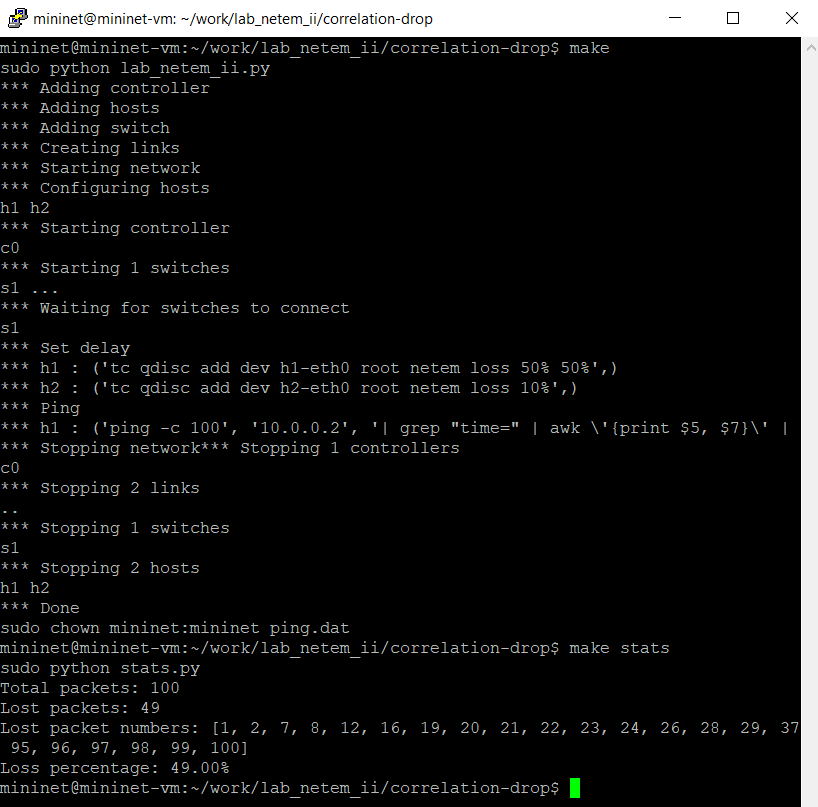 mininet@mininet-vm: ~/work/lab_netem_ii/correlation-drop
mininet@mininet-vm:~/work/lab_netem_ii/correlation-drop$ make
sudo python lab_netem_ii.py
*** Adding controller
*** Adding hosts
*** Adding switch
*** Creating links
*** Starting network
*** Configuring hosts
h1 h2
*** Starting controller
c0
*** Starting 1 switches
s1 ...
*** Waiting for switches to connect
s1
*** Set delay
*** h1 : ('tc qdisc add dev h1-eth0 root netem loss 50% 50%',)
*** h2 : ('tc qdisc add dev h2-eth0 root netem loss 10%',)
*** Ping
*** h1 : ('ping -c 100', '10.0.0.2', '| grep "time=" | awk \'{print $5, $7}\' |
*** Stopping network*** Stopping 1 controllers
c0
*** Stopping 2 links
..
*** Stopping 1 switches
s1
*** Stopping 2 hosts
h1 h2
*** Done
sudo chown mininet:mininet ping.dat
mininet@mininet-vm:~/work/lab_netem_ii/correlation-drop$ make stats
sudo python stats.py
Total packets: 100
Lost packets: 49
Lost packet numbers: [1, 2, 7, 8, 12, 16, 19, 20, 21, 22, 23, 24, 26, 28, 29, 37
 95, 96, 97, 98, 99, 100]
Loss percentage: 49.00%
mininet@mininet-vm:~/work/lab_netem_ii/correlation-drop$